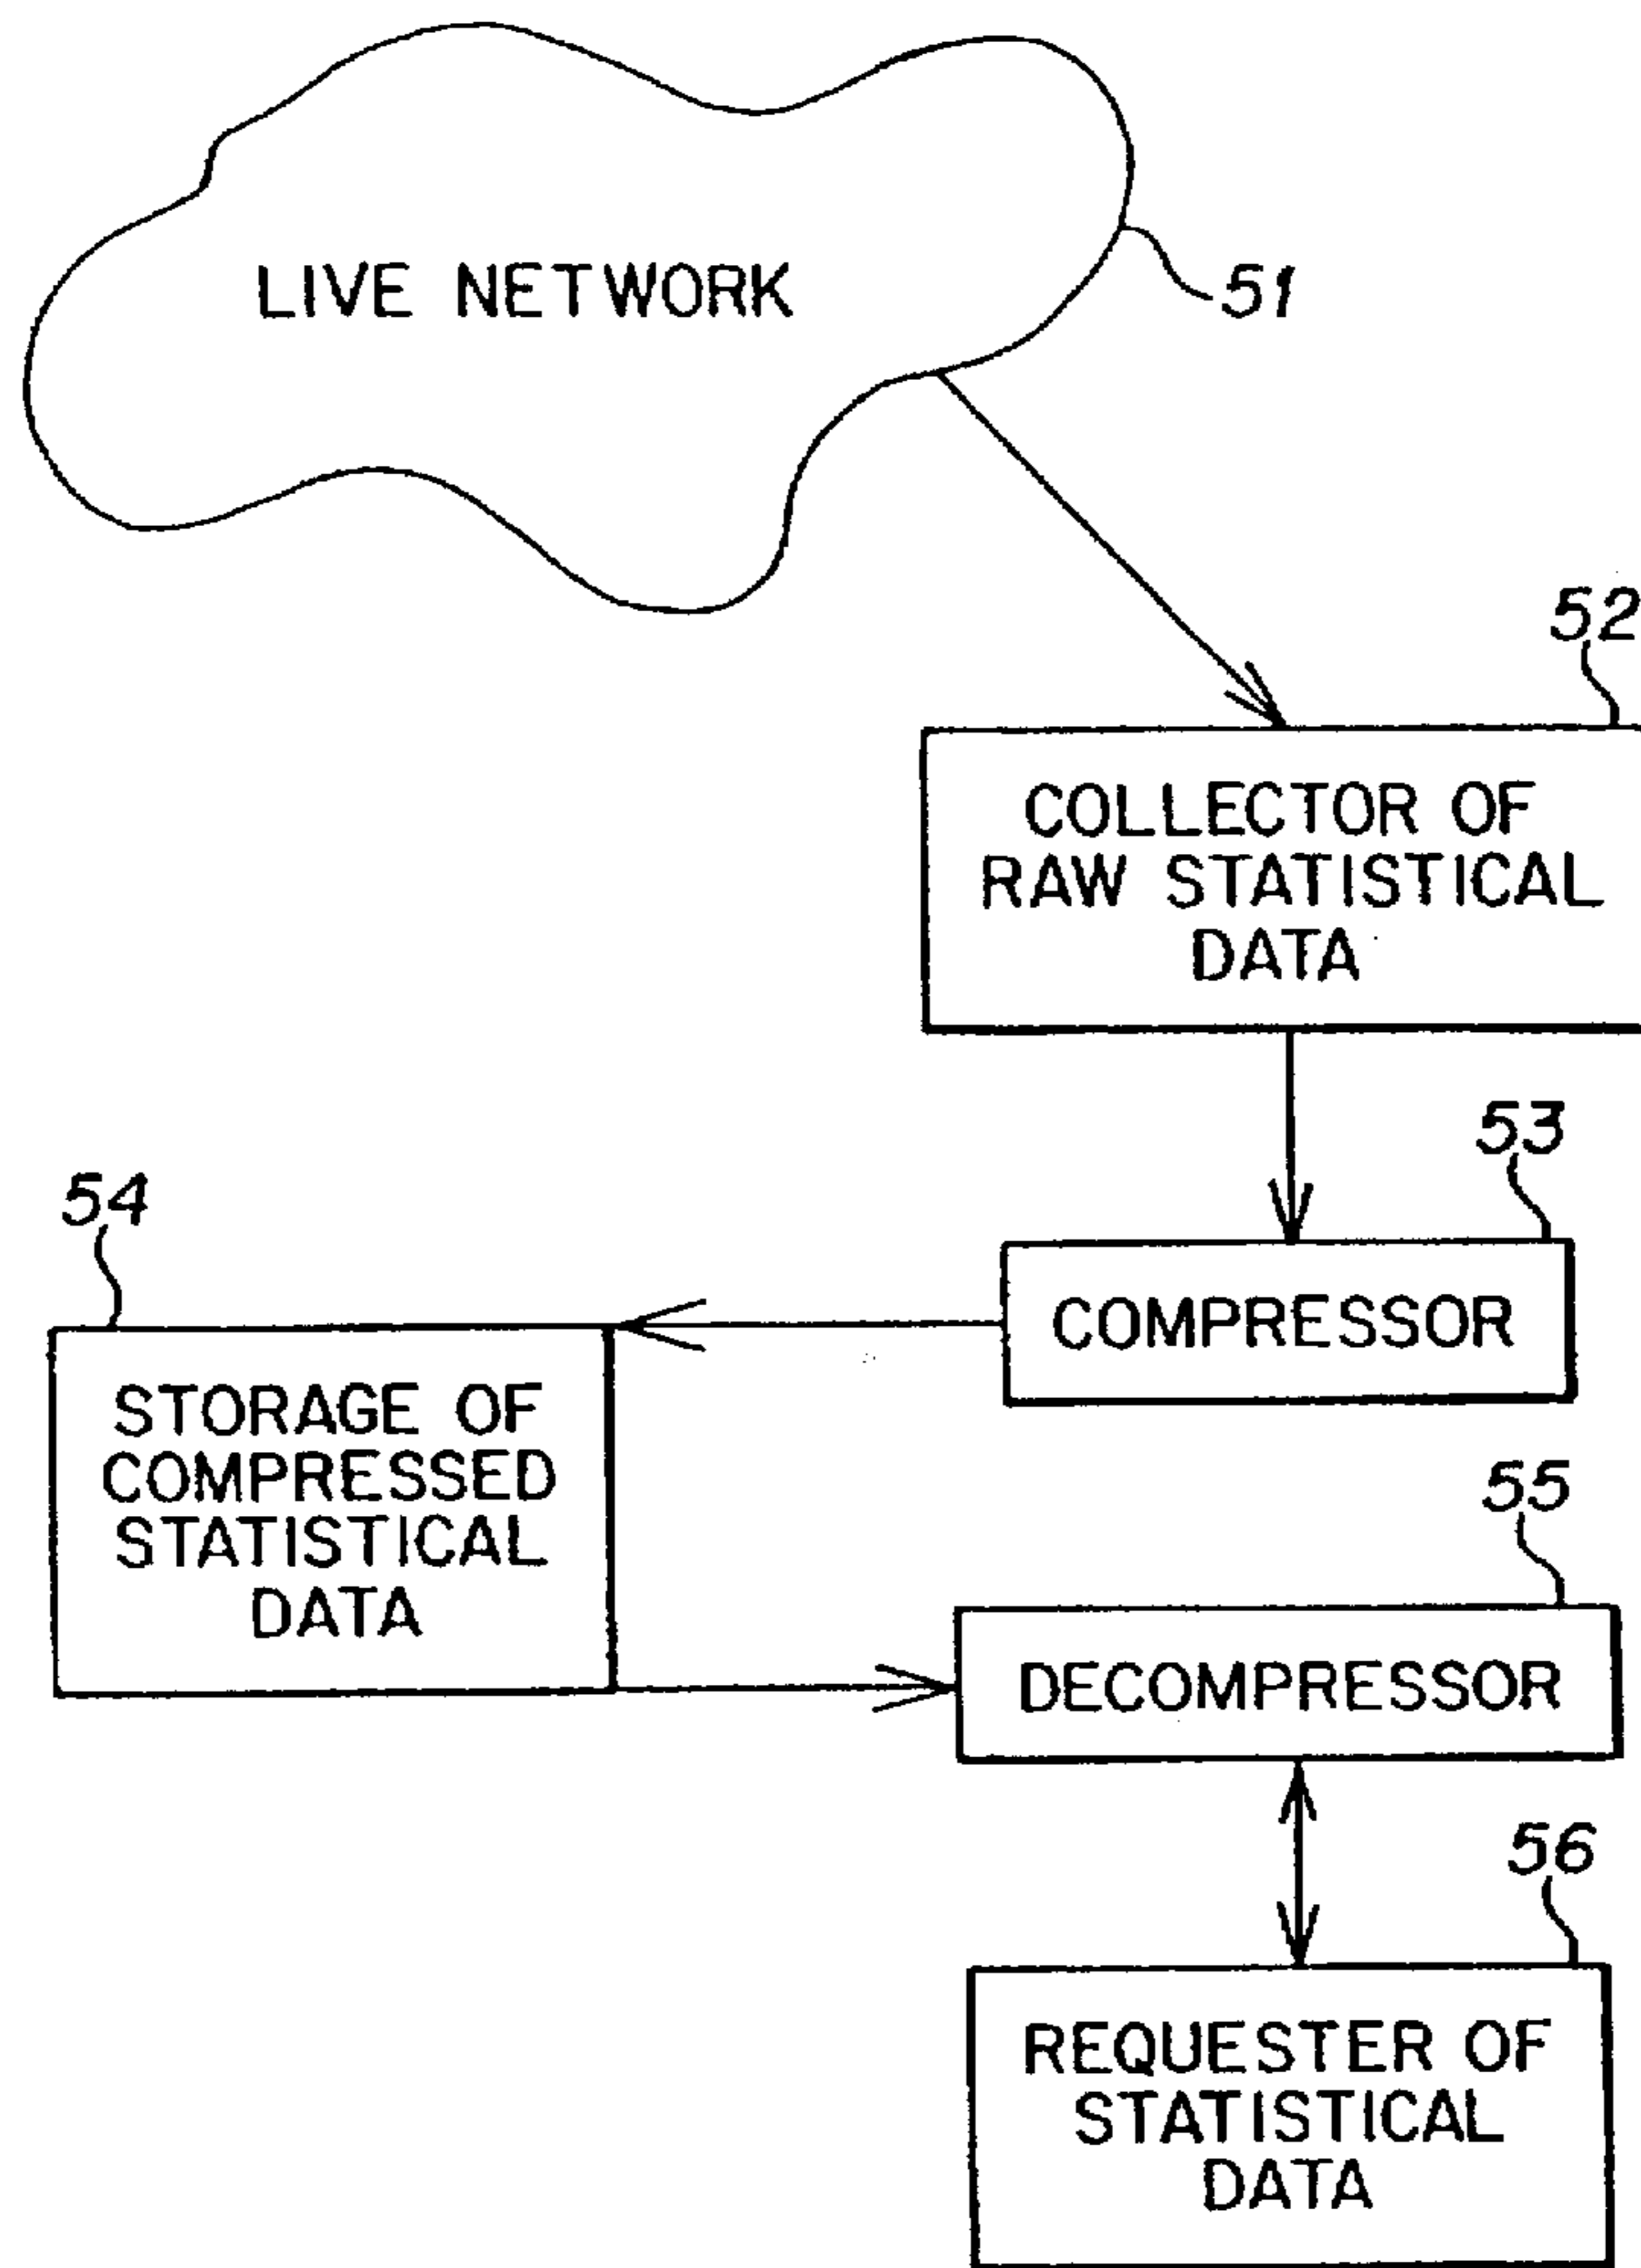 LIVE NETWORK
51
52
COLLECTOR OF
RAW STATISTICAL
DATA
53
COMPRESSOR
54
STORAGE OF
COMPRESSED
STATISTICAL
DATA
55
DECOMPRESSOR
56
REQUESTER OF
STATISTICAL
DATA